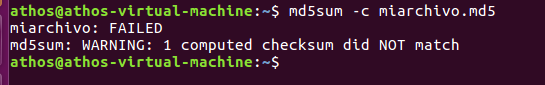 athos@athos-virtual-machine:~$ md5sum -c miarchivo.md5
miarchivo: FAILED
md5sum: WARNING: 1 computed checksum did NOT match
athos@athos-virtual-machine:~$